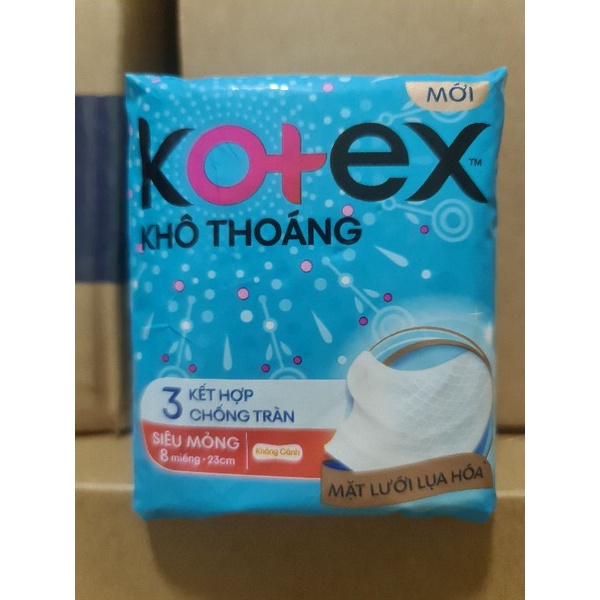 MỚI
kotex™
KHÔ THOÁNG
3 KẾT HỢP
CHỐNG TRÀN
SIÊU MỎNG
8 miếng • 23cm
Không Cánh
MẶT LƯỚI LỤA HÓA